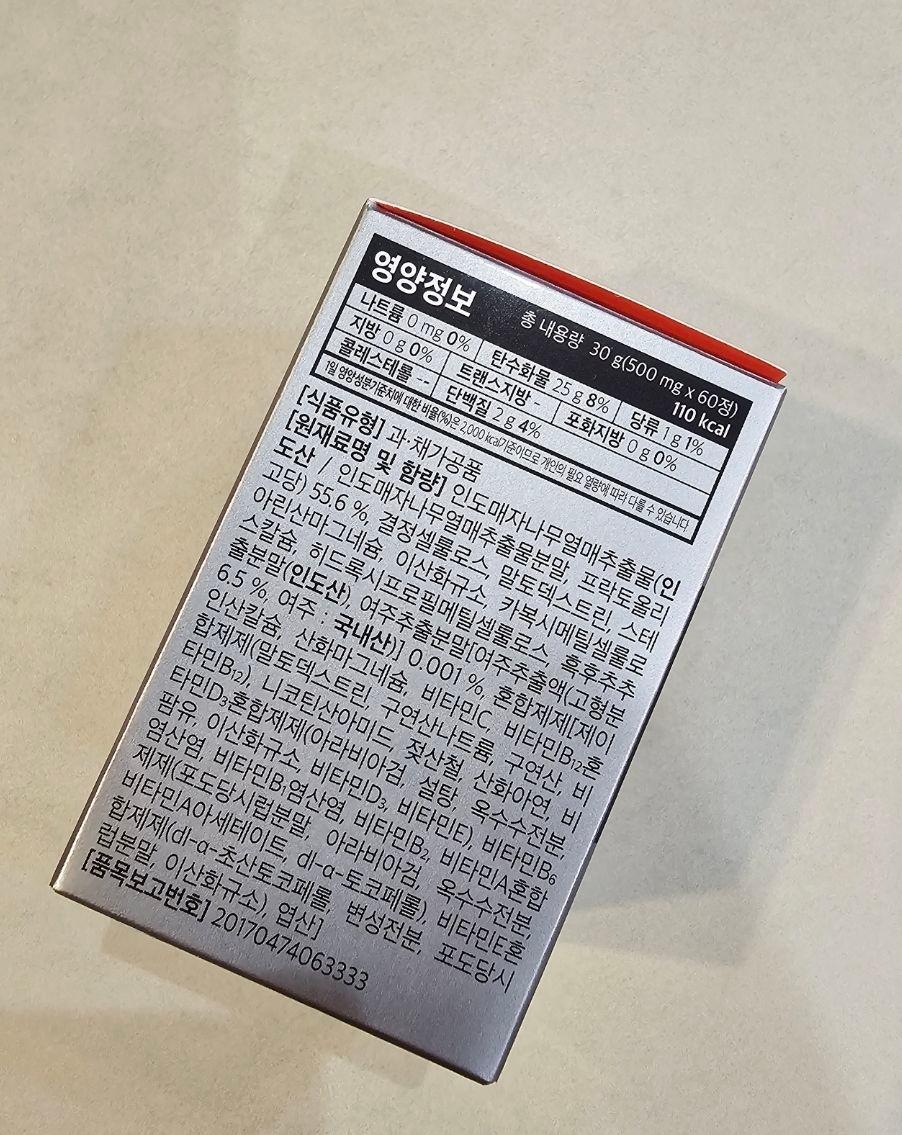 영양정보
총 내용량 30 g(500 mg x 60정)
110 kcal
나트륨 0 mg 0% 탄수화물 25 g 8% 당류 1 g 1%
지방 0 g 0% 트랜스지방 - 포화지방 0 g 0%
콜레스테롤 -- 단백질 2 g 4%
1일 영양성분기준치에 대한 비율(%)은 2,000 kcal기준이므로 개인의 필요 열량에 따라 다를 수 있습니다
[식품유형] 과·채가공품
[원재료명 및 함량] 인도매자나무열매추출물(인
도산 / 인도매자나무열매추출물분말, 프락토올리
고당) 55.6 %, 결정셀룰로스, 말토덱스트린, 스테
아린산마그네슘, 이산화규소, 카복시메틸셀룰로
스칼슘, 히드록시프로필메틸셀룰로스, 후추추
출분말(인도산), 여주추출분말[여주추출액(고형분
6.5 %, 여주 : 국내산)] 0.001 %, 혼합제제[제이
인산칼슘, 산화마그네슘, 비타민C, 비타민B₁₂혼
합제제(말토덱스트린, 구연산나트륨, 구연산, 비
타민B₁₂), 니코틴산아미드, 젖산철, 산화아연, 비
타민D₃혼합제제(아라비아검, 설탕, 옥수수전분,
팜유, 이산화규소, 비타민D₃, 비타민E), 비타민B₆
염산염, 비타민B₁염산염, 비타민B₂, 비타민A혼합
제제(포도당시럽분말, 아라비아검, 옥수수전분,
비타민A아세테이트, dl-α-토코페롤), 비타민E혼
합제제(dl-α-초산토코페롤, 변성전분, 포도당시
럽분말, 이산화규소), 엽산]
[품목보고번호] 20170474063333